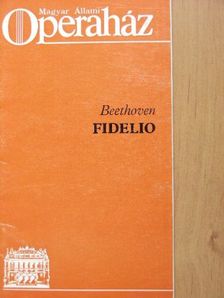 Magyar Állami
Operaház
Beethoven
FIDELIO